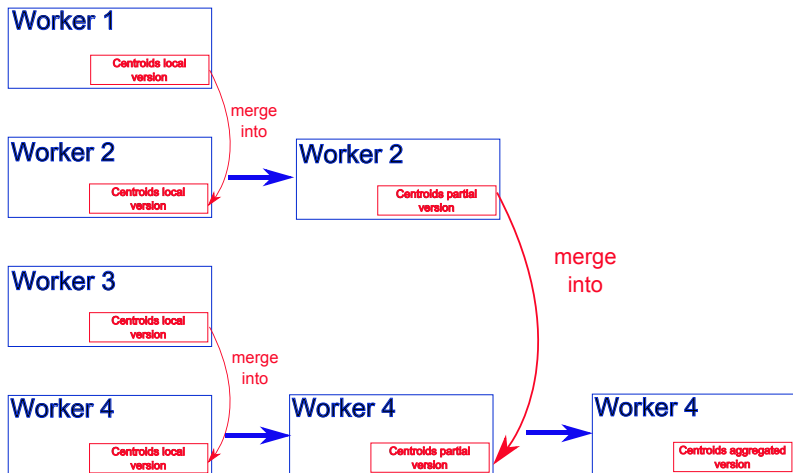 Worker 1
Centroids local
version
merge
into
Worker 2
Centroids local
version
Worker 2
Centroids partial
version
merge
into
Worker 3
Centroids local
version
merge
into
Worker 4
Centroids local
version
Worker 4
Centroids partial
version
Worker 4
Centroids aggregated
version